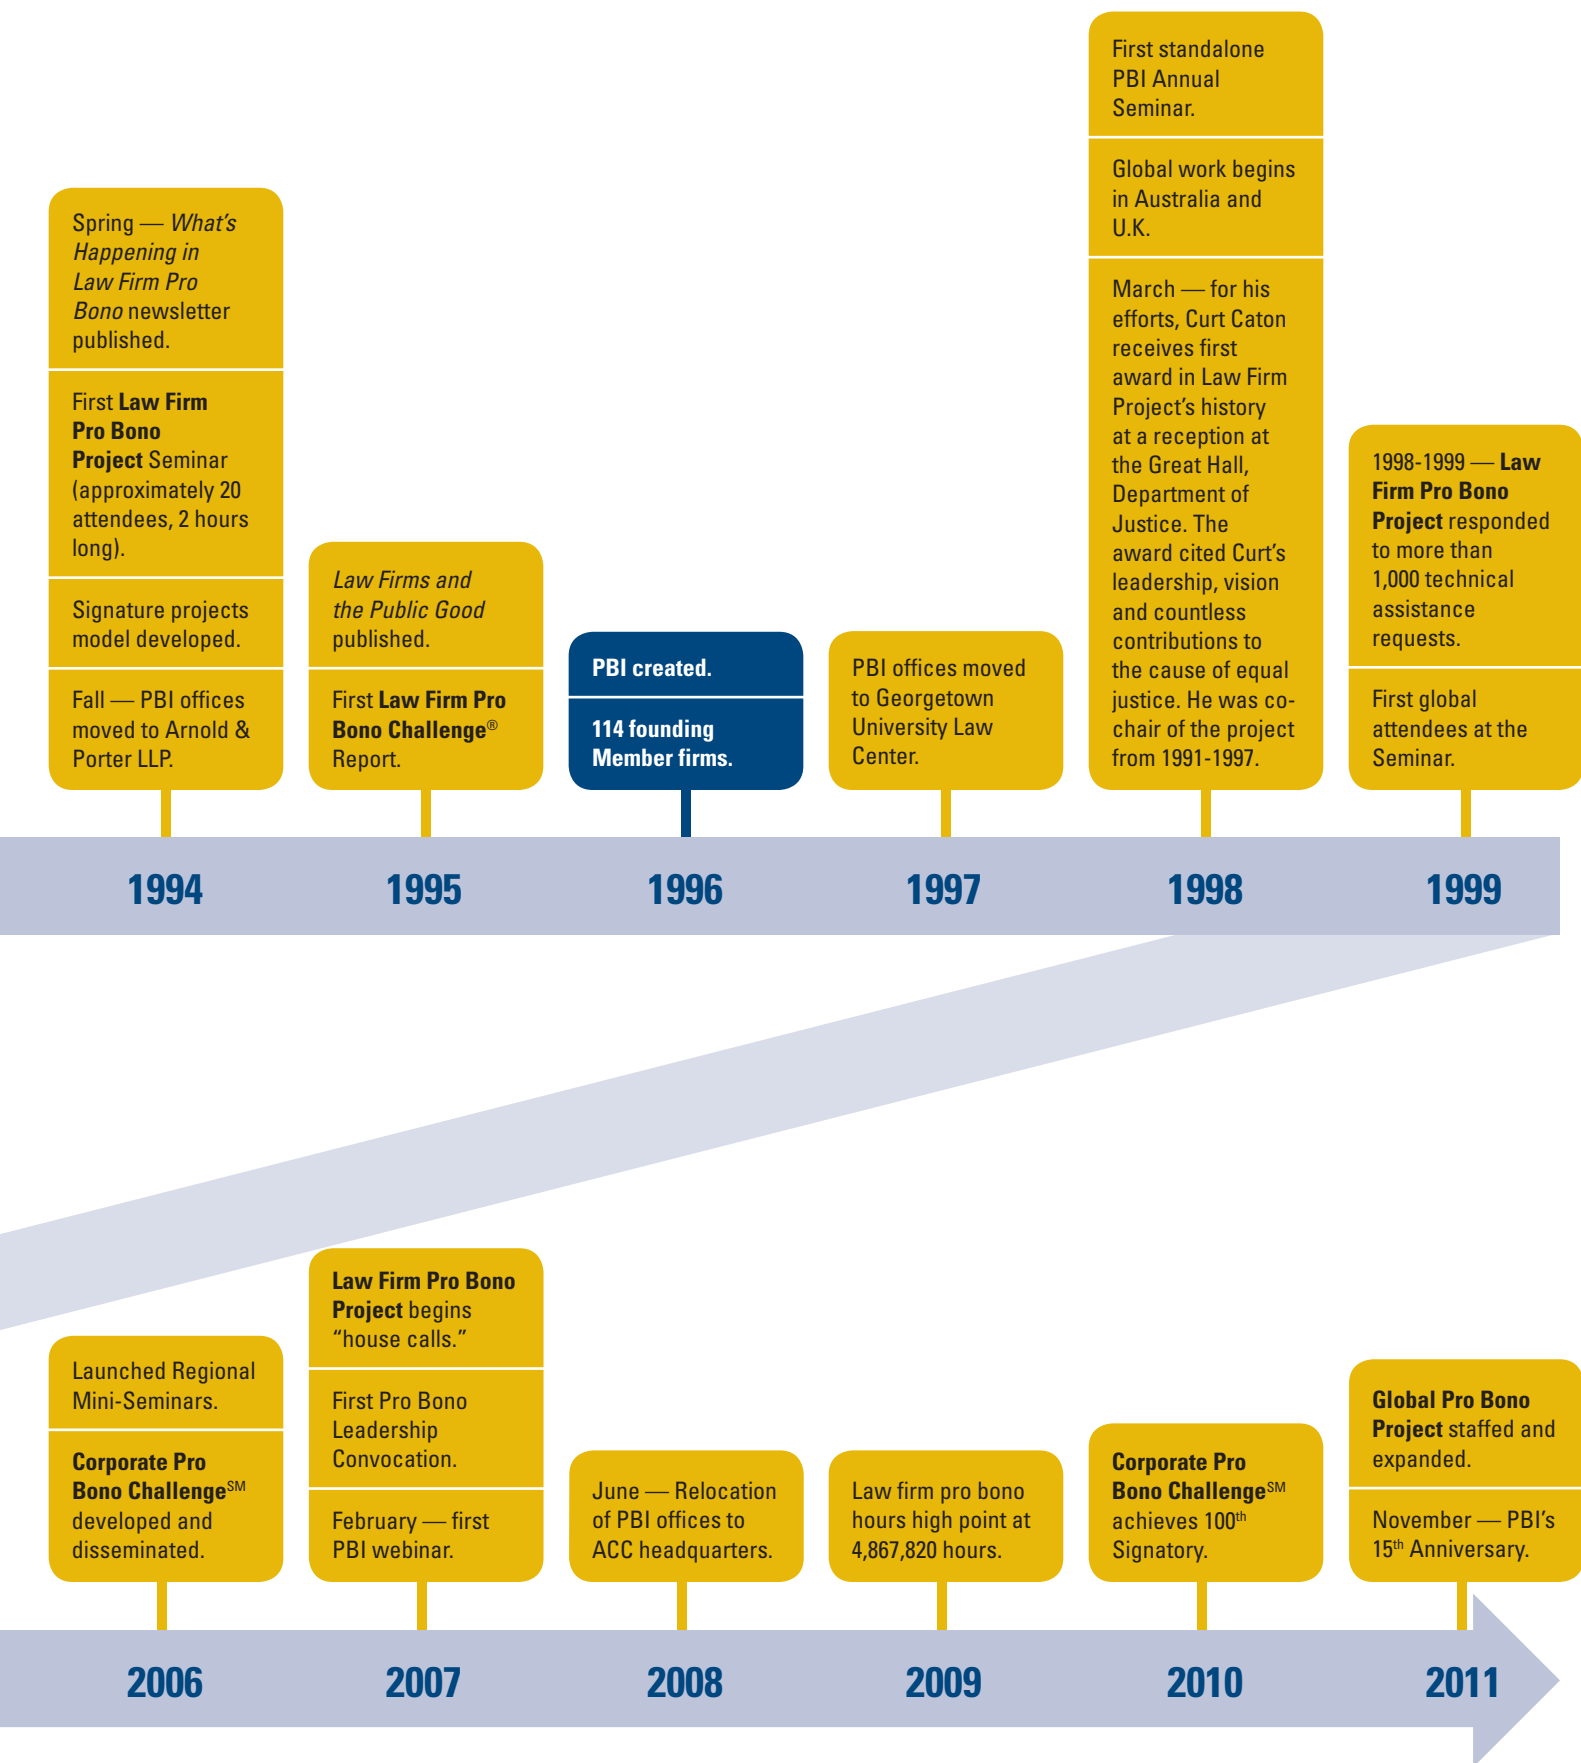 Spring — What's
Happening in
Law Firm Pro
Bono newsletter
published.
First Law Firm
Pro Bono
Project Seminar
(approximately 20
attendees, 2 hours
long).
Signature projects
model developed.
Fall — PBI offices
moved to Arnold &
Porter LLP.
1994
Law Firms and
the Public Good
published.
First Law Firm Pro
Bono Challenge®
Report.
1995
PBI created.
114 founding
Member firms.
1996
PBI offices moved
to Georgetown
University Law
Center.
1997
First standalone
PBI Annual
Seminar.
Global work begins
in Australia and
U.K.
March — for his
efforts, Curt Caton
receives first
award in Law Firm
Project's history
at a reception at
the Great Hall,
Department of
Justice. The
award cited Curt's
leadership, vision
and countless
contributions to
the cause of equal
justice. He was co-
chair of the project
from 1991-1997.
1998
1998-1999 — Law
Firm Pro Bono
Project responded
to more than
1,000 technical
assistance
requests.
First global
attendees at the
Seminar.
1999
Launched Regional
Mini-Seminars.
Corporate Pro
Bono Challenge℠
developed and
disseminated.
2006
Law Firm Pro Bono
Project begins
“house calls.”
First Pro Bono
Leadership
Convocation.
February — first
PBI webinar.
2007
June — Relocation
of PBI offices to
ACC headquarters.
2008
Law firm pro bono
hours high point at
4,867,820 hours.
2009
Corporate Pro
Bono Challenge℠
achieves 100th
Signatory.
2010
Global Pro Bono
Project staffed and
expanded.
November — PBI's
15th Anniversary.
2011